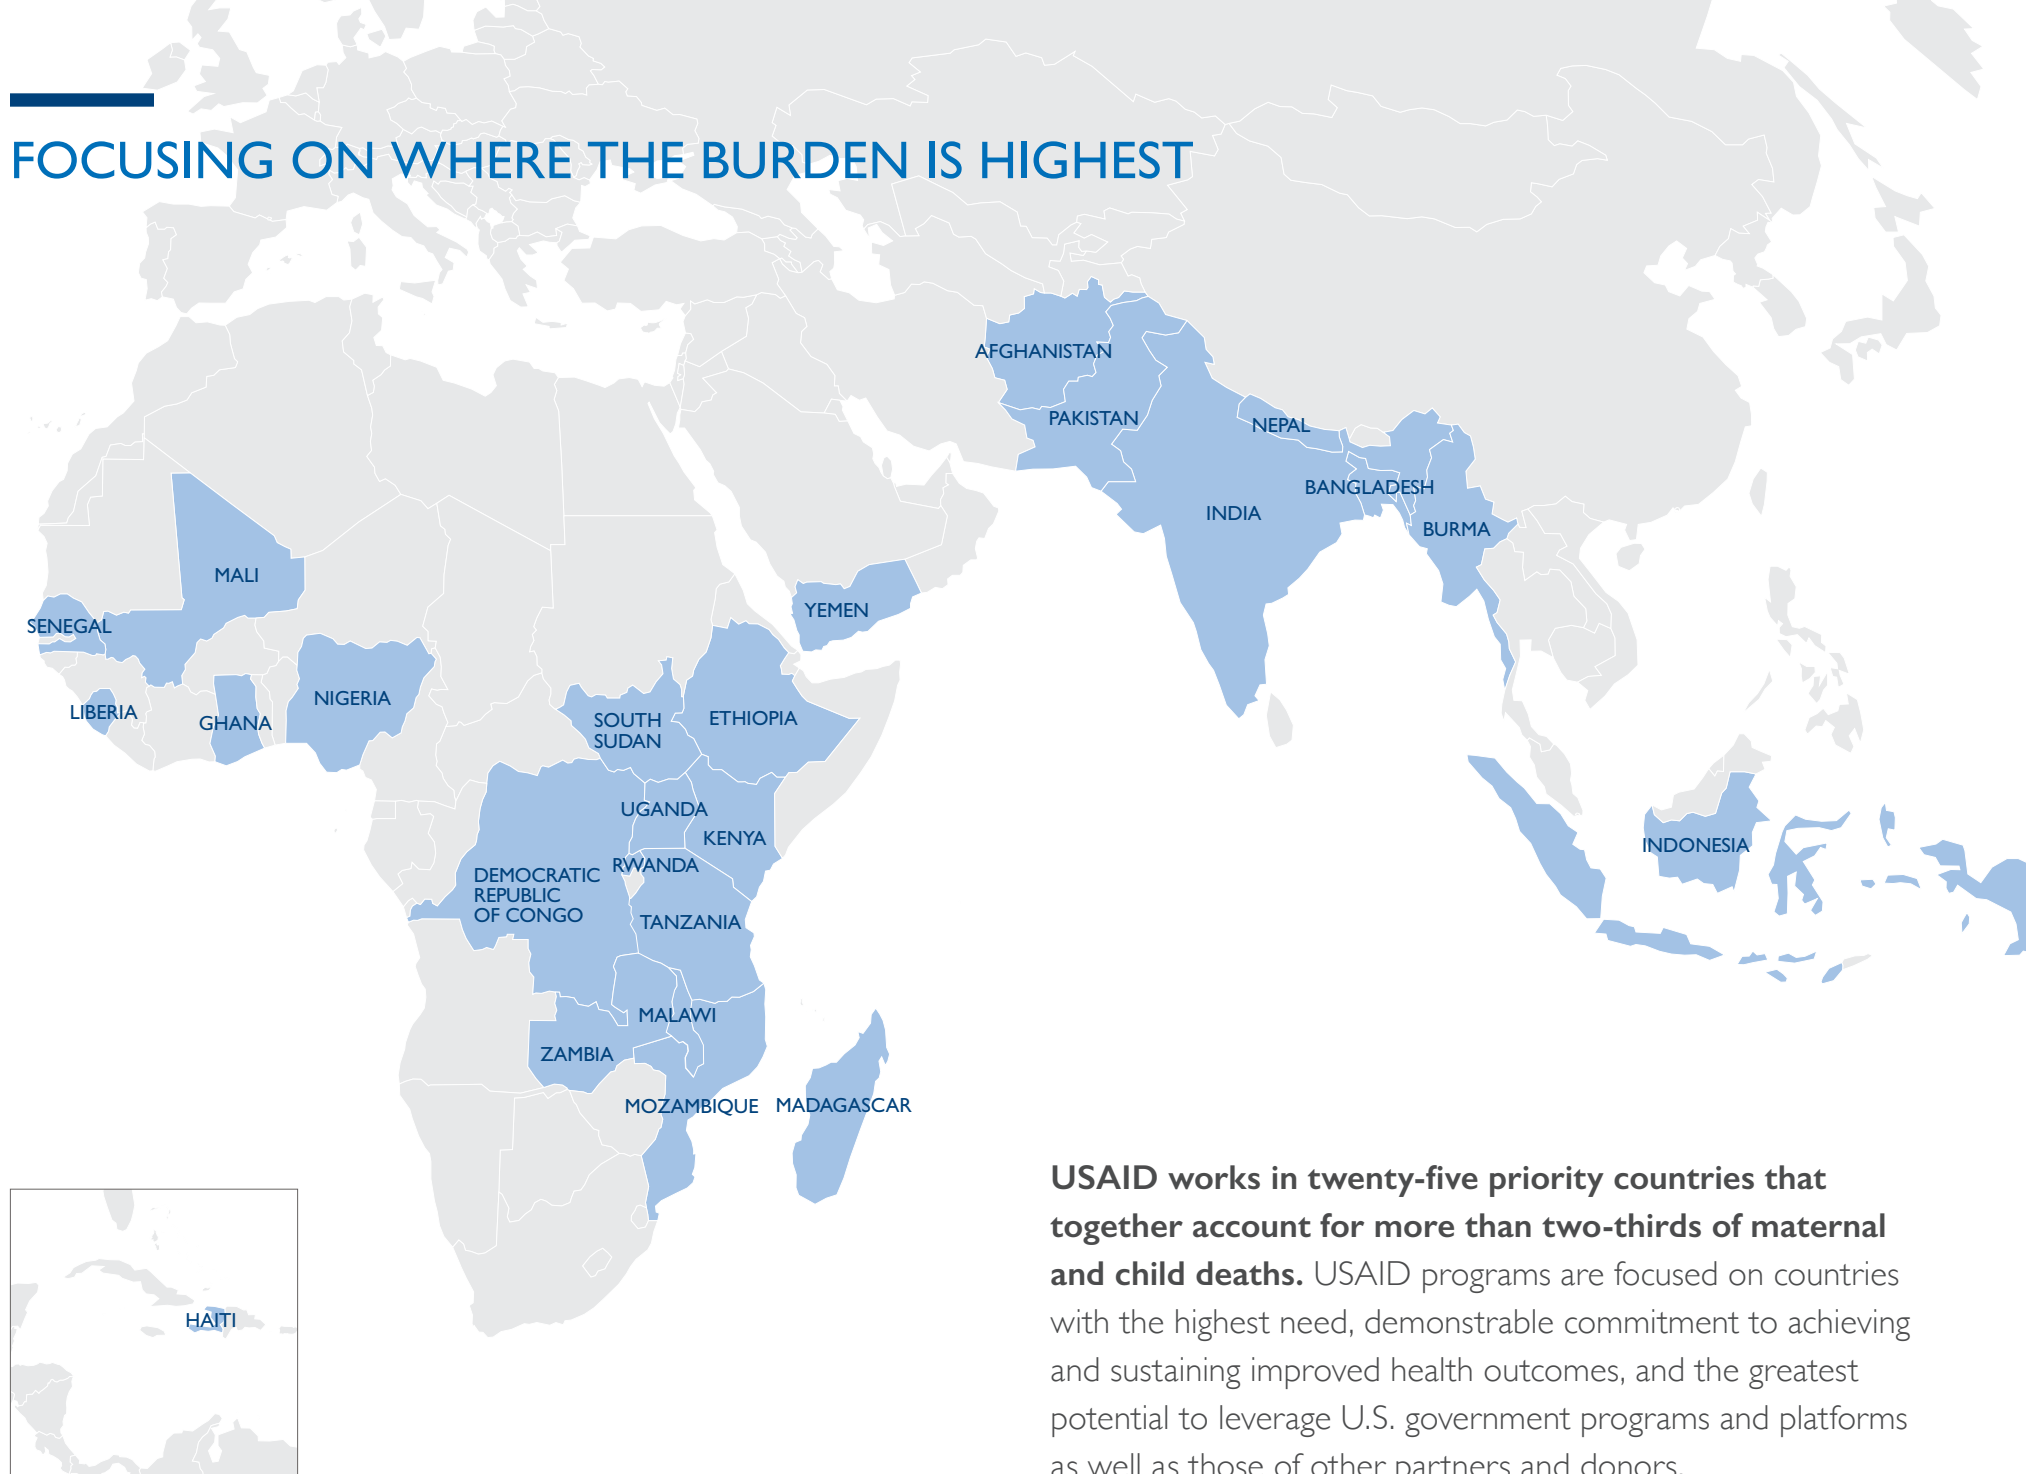 FOCUSING ON WHERE THE BURDEN IS HIGHEST
AFGHANISTAN
PAKISTAN
NEPAL
BANGLADESH
INDIA
BURMA
MALI
YEMEN
SENEGAL
NIGERIA
LIBERIA
GHANA
SOUTH
SUDAN
ETHIOPIA
UGANDA
KENYA
INDONESIA
RWANDA
DEMOCRATIC
REPUBLIC
OF CONGO
TANZANIA
MALAWI
ZAMBIA
MOZAMBIQUE
MADAGASCAR
HAITI
USAID works in twenty-five priority countries that
together account for more than two-thirds of maternal
and child deaths. USAID programs are focused on countries
with the highest need, demonstrable commitment to achieving
and sustaining improved health outcomes, and the greatest
potential to leverage U.S. government programs and platforms
as well as those of other partners and donors.